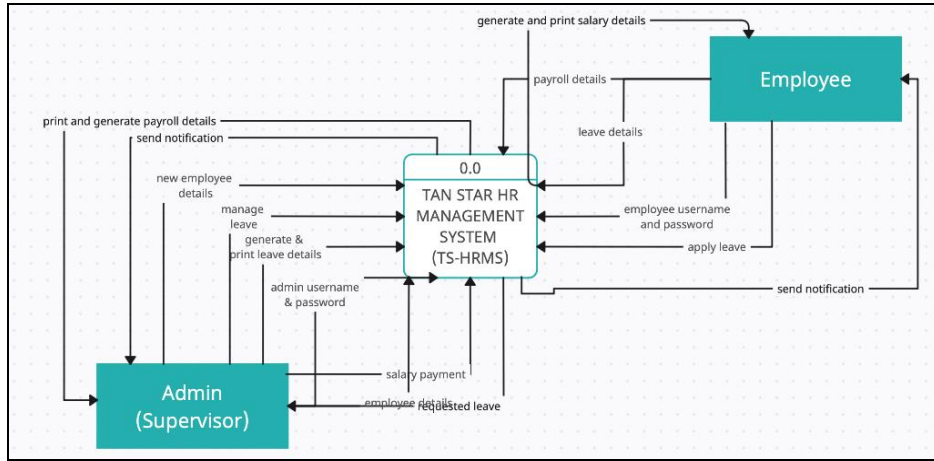 generate and print salary details
Employee
payroll details
print and generate payroll details
leave details
send notification
0.0
new employee
details
TAN STAR HR
MANAGEMENT
SYSTEM
(TS-HRMS)
manage
leave
employee username
and password
generate &
print leave details
apply leave
admin username
& password
send notification
salary payment
Admin
(Supervisor)
employee details
requested leave